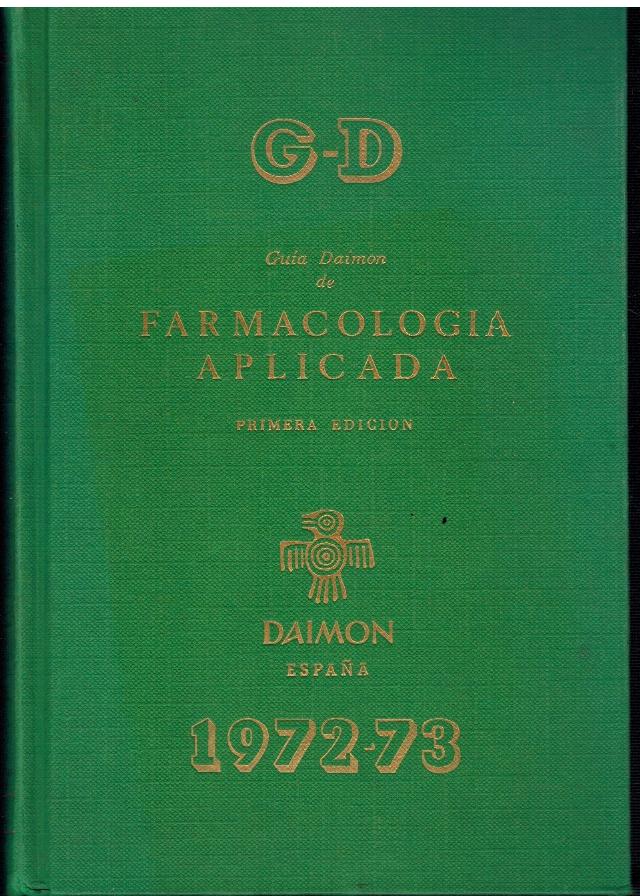 G-D
Guía Daimon
de
FARMACOLOGIA
APLICADA
PRIMERA EDICION
DAIMON
ESPAÑA
1972-73